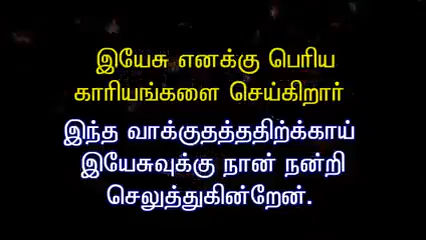 இயேசு எனக்கு பெரிய
காரியங்களை செய்கிறார்
இந்த வாக்குதத்ததிற்க்காய்
இயேசுவுக்கு நான் நன்றி
செலுத்துகின்றேன்.